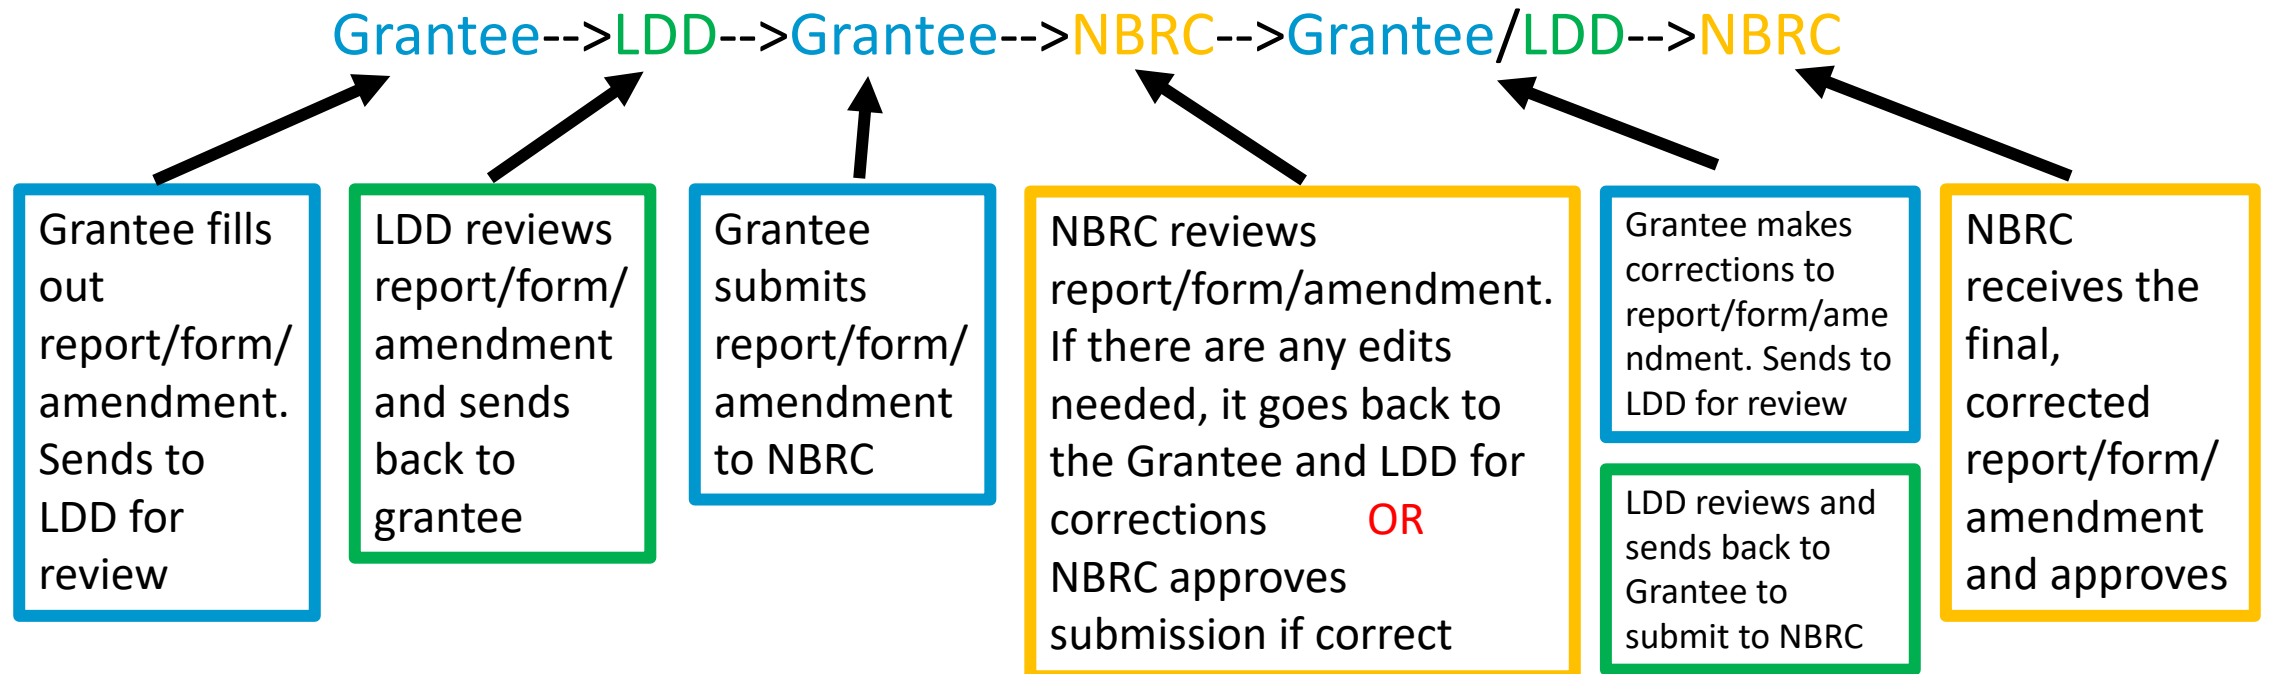 Grantee-->LDD-->Grantee-->NBRC-->Grantee/LDD-->NBRC
Grantee fills
out
report/form/
amendment.
Sends to
LDD for
review
LDD reviews
report/form/
amendment
and sends
back to
grantee
Grantee
submits
report/form/
amendment
to NBRC
NBRC reviews
report/form/amendment.
If there are any edits
needed, it goes back to
the Grantee and LDD for
corrections OR
NBRC approves
submission if correct
Grantee makes
corrections to
report/form/ame
ndment. Sends to
LDD for review
LDD reviews and
sends back to
Grantee to
submit to NBRC
NBRC
receives the
final,
corrected
report/form/
amendment
and approves